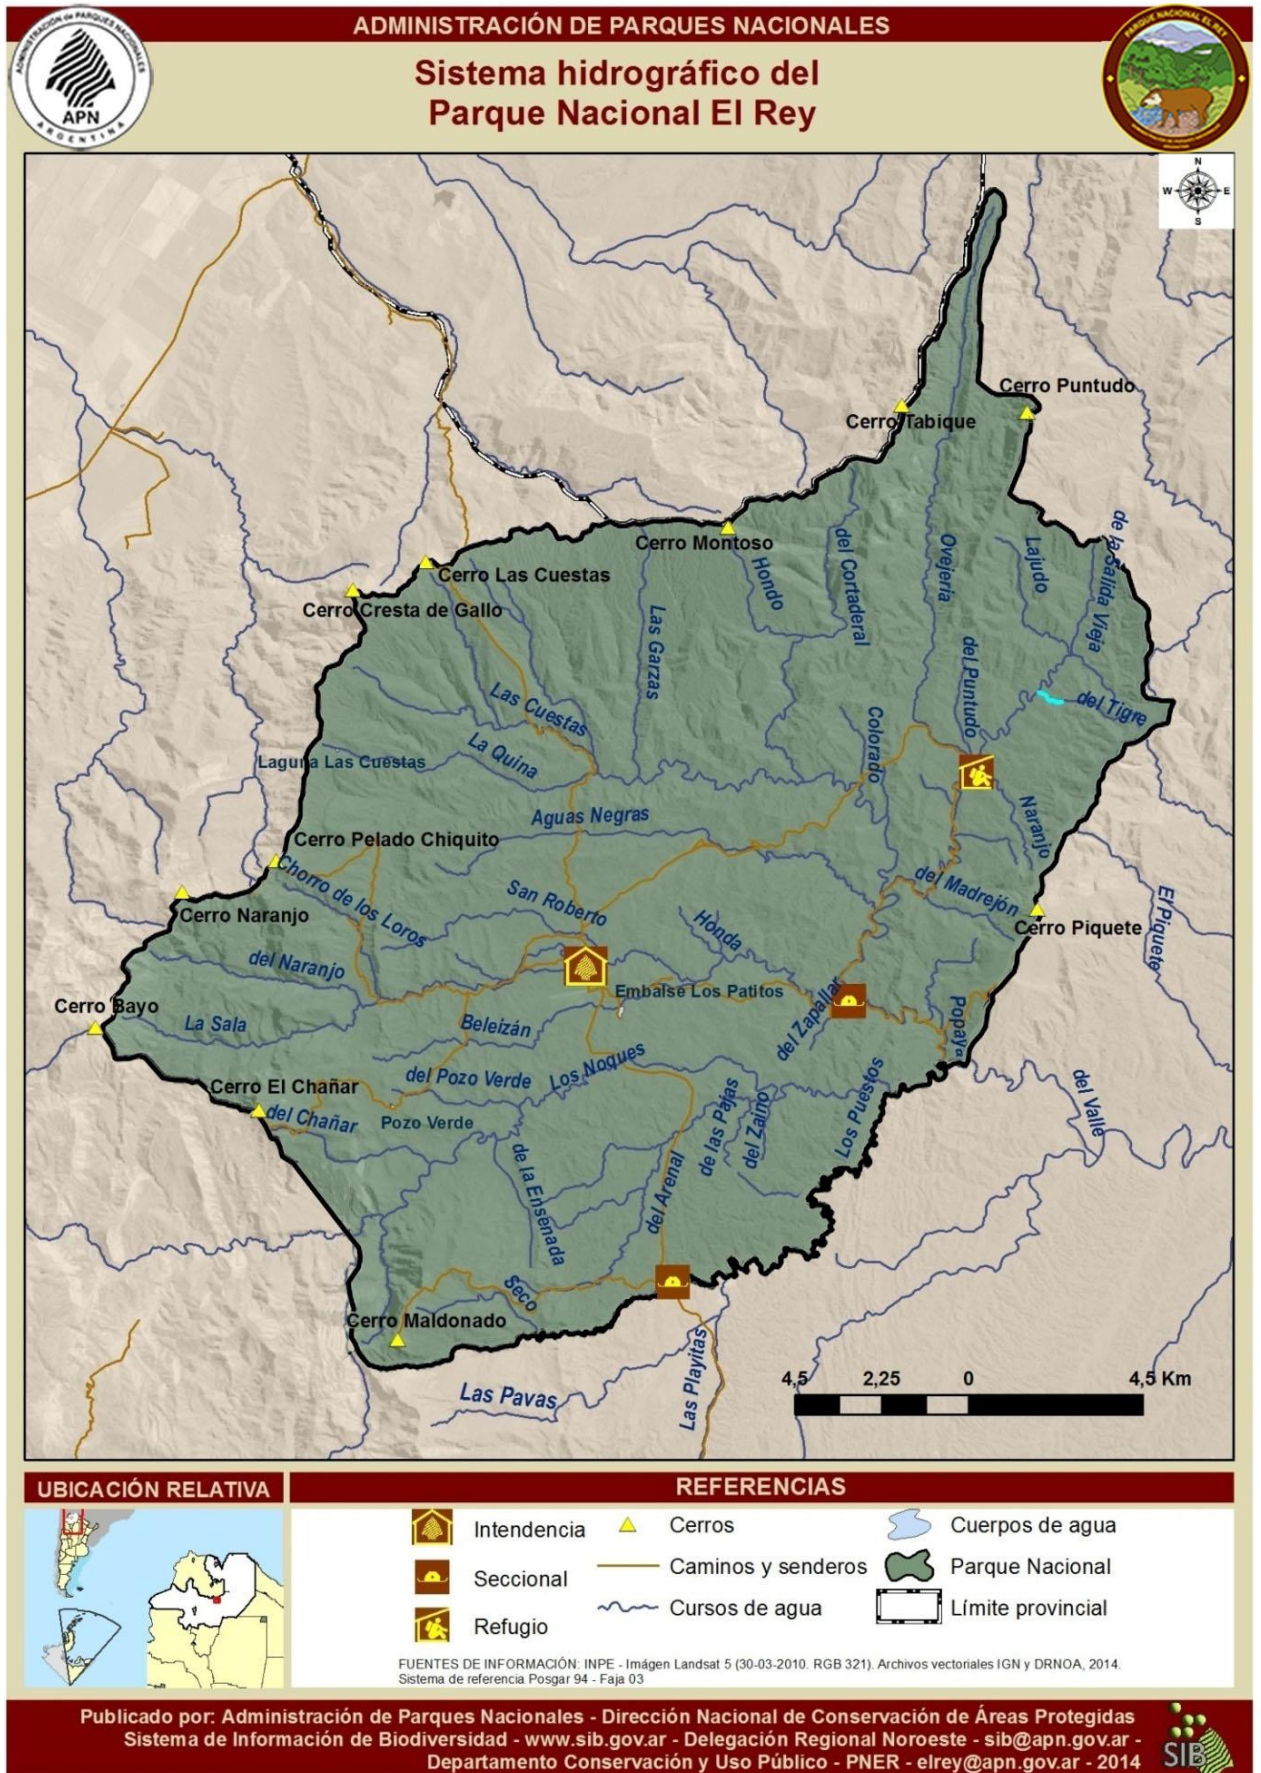 ADMINISTRACIÓN DE PARQUES NACIONALES
Sistema hidrográfico del
Parque Nacional El Rey
ADMINISTRACIÓN de PARQUES NACIONALES
APN
ARGENTINA
PARQUE NACIONAL EL REY
N
W
E
S
Cerro Puntudo
Cerro Tabique
Cerro Montoso
Cerro Las Cuestas
Cerro Cresta de Gallo
de la Salida Vieja
del Cortaderal
Ovejeria
Lajudo
Hondo
Las Garzas
del Puntudo
del Tigre
Las Cuestas
Colorado
La Quina
Laguna Las Cuestas
Naranjo
Aguas Negras
Cerro Pelado Chiquito
Chorro de los Loros
del Madrejón
San Roberto
Honda
Cerro Naranjo
Cerro Piquete
El Piquete
del Naranjo
Embalse Los Patitos
Cerro Bayo
La Sala
Beleizán
del Zapallar
Popaya
Los Noques
del Pozo Verde
Cerro El Chañar
del Chañar
Pozo Verde
de las Pajas
del Zaino
Los Puestos
del Valle
de la Ensenada
del Arenal
Seco
Cerro Maldonado
Las Pavas
Las Playitas
4,5 2,25 0 4,5 Km
UBICACIÓN RELATIVA
REFERENCIAS
Intendencia
Cerros
Cuerpos de agua
Seccional
Caminos y senderos
Parque Nacional
Refugio
Cursos de agua
Límite provincial
FUENTES DE INFORMACIÓN: INPE - Imágen Landsat 5 (30-03-2010. RGB 321). Archivos vectoriales IGN y DRNOA, 2014.
Sistema de referencia Posgar 94 - Faja 03
Publicado por: Administración de Parques Nacionales - Dirección Nacional de Conservación de Áreas Protegidas
Sistema de Información de Biodiversidad - www.sib.gov.ar - Delegación Regional Noroeste - sib@apn.gov.ar -
Departamento Conservación y Uso Público - PNER - elrey@apn.gov.ar - 2014
SIB